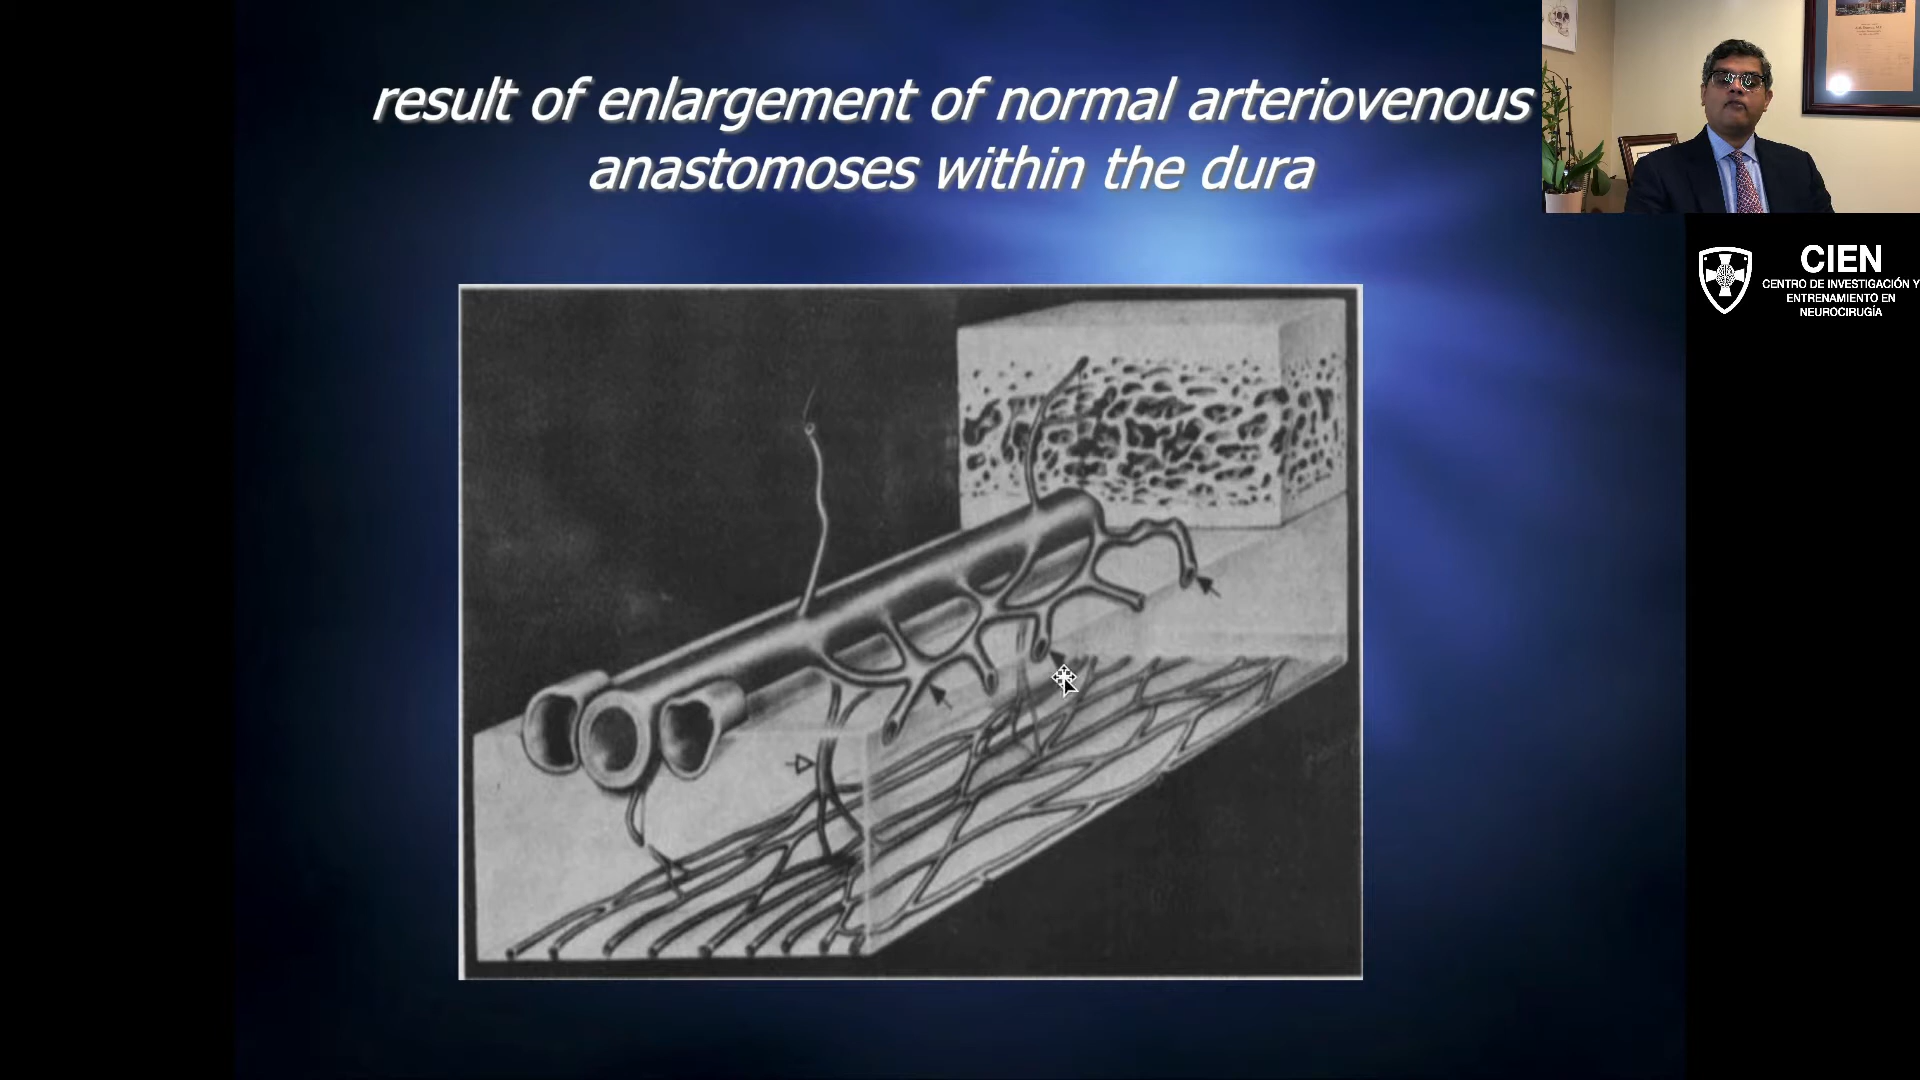 result of enlargement of normal arteriovenous
anastomoses within the dura
CIEN
CENTRO DE INVESTIGACIÓN Y
ENTRENAMIENTO EN
NEUROCIRUGÍA